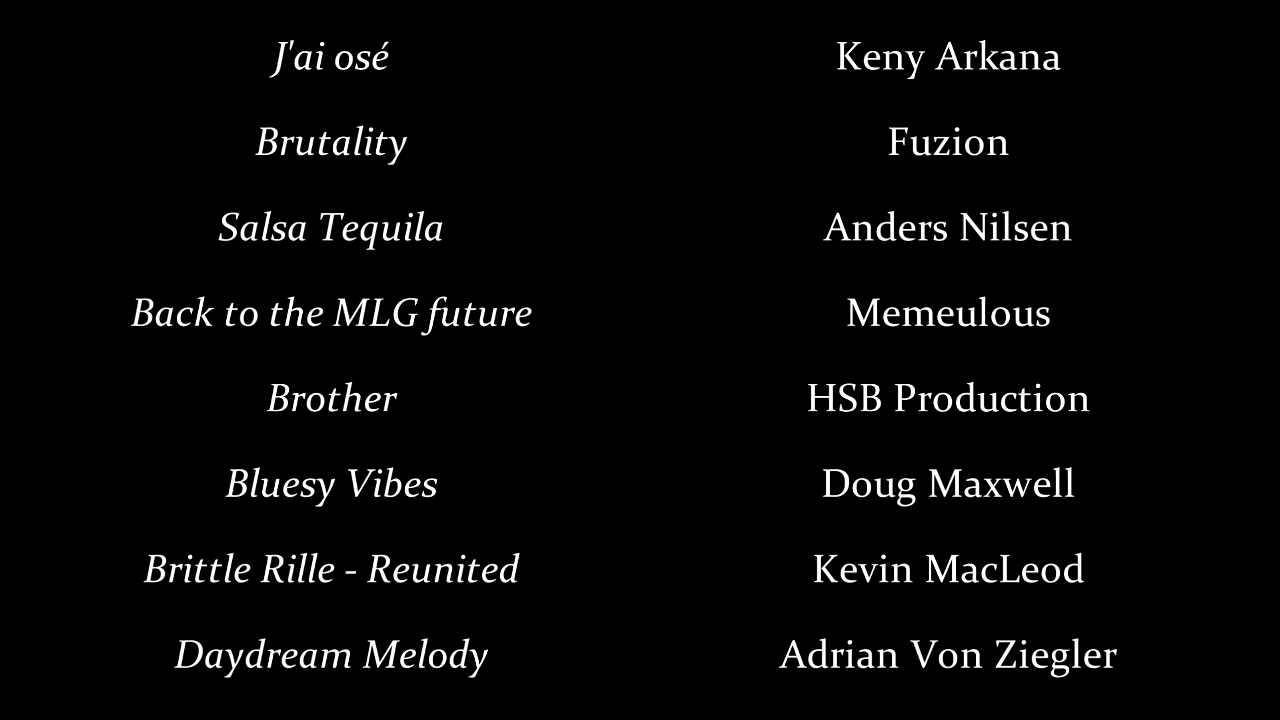 J'ai osé Keny Arkana
Brutality Fuzion
Salsa Tequila Anders Nilsen
Back to the MLG future Memeulous
Brother HSB Production
Bluesy Vibes Doug Maxwell
Brittle Rille - Reunited Kevin MacLeod
Daydream Melody Adrian Von Ziegler